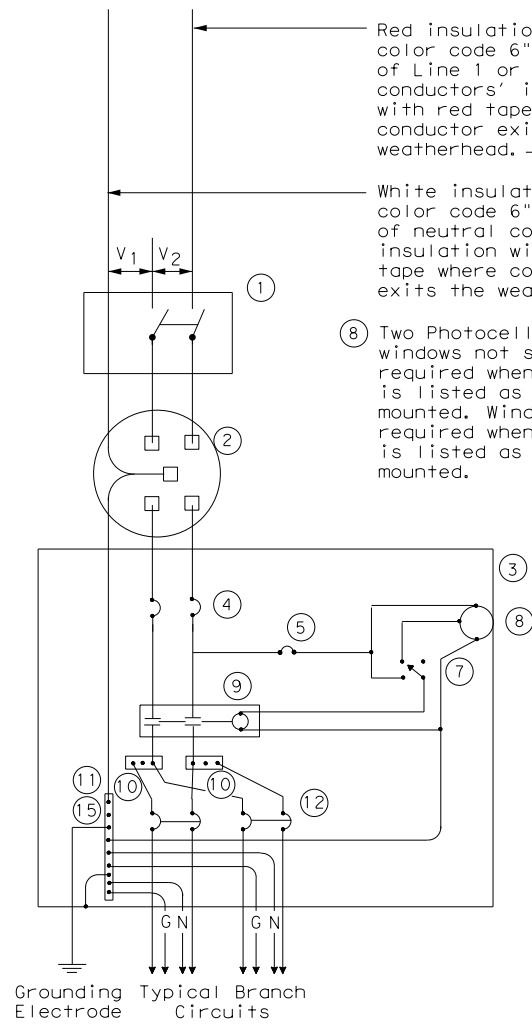 Red insulatio
color code 6"
of Line 1 or
conductors' i
with red tape
conductor exi
weatherhead.
White insulat
color code 6"
of neutral co
insulation wi
tape where co
exits the wea
V1
V2
1
8 Two Photocell
windows not s
required when
is listed as
mounted. Wind
required when
is listed as
mounted.
2
3
4
5
8
7
9
11
10
10
12
15
G N
G N
Grounding
Electrode
Typical Branch
Circuits